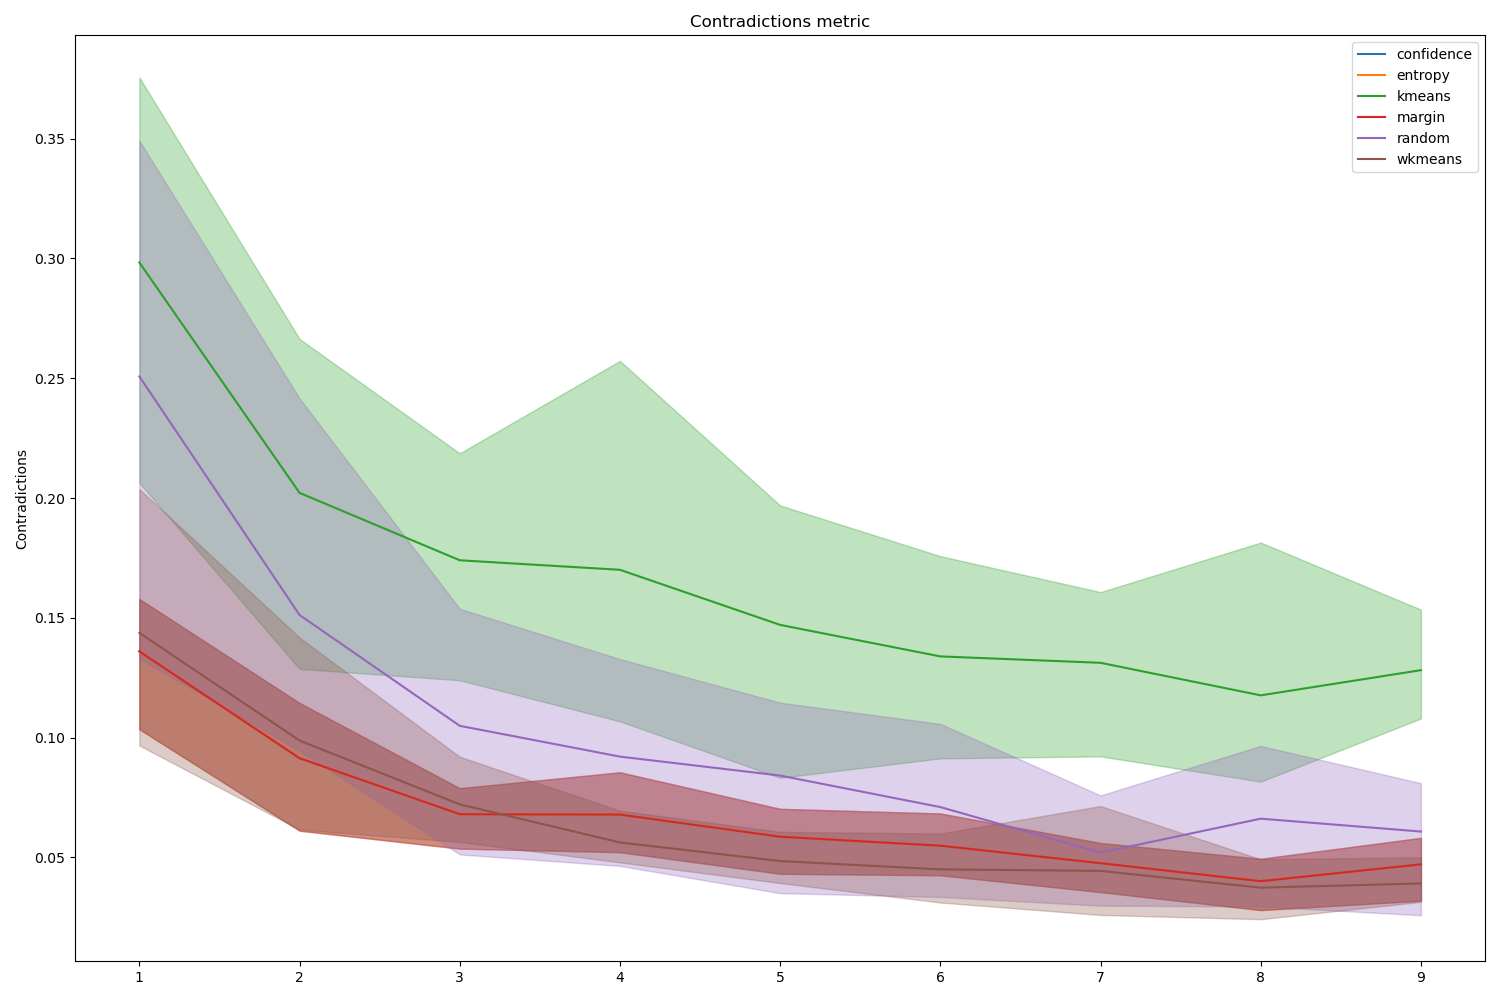 Contradictions metric
confidence
entropy
kmeans
margin
random
wkmeans
Contradictions
0.35
0.30
0.25
0.20
0.15
0.10
0.05
1 2 3 4 5 6 7 8 9